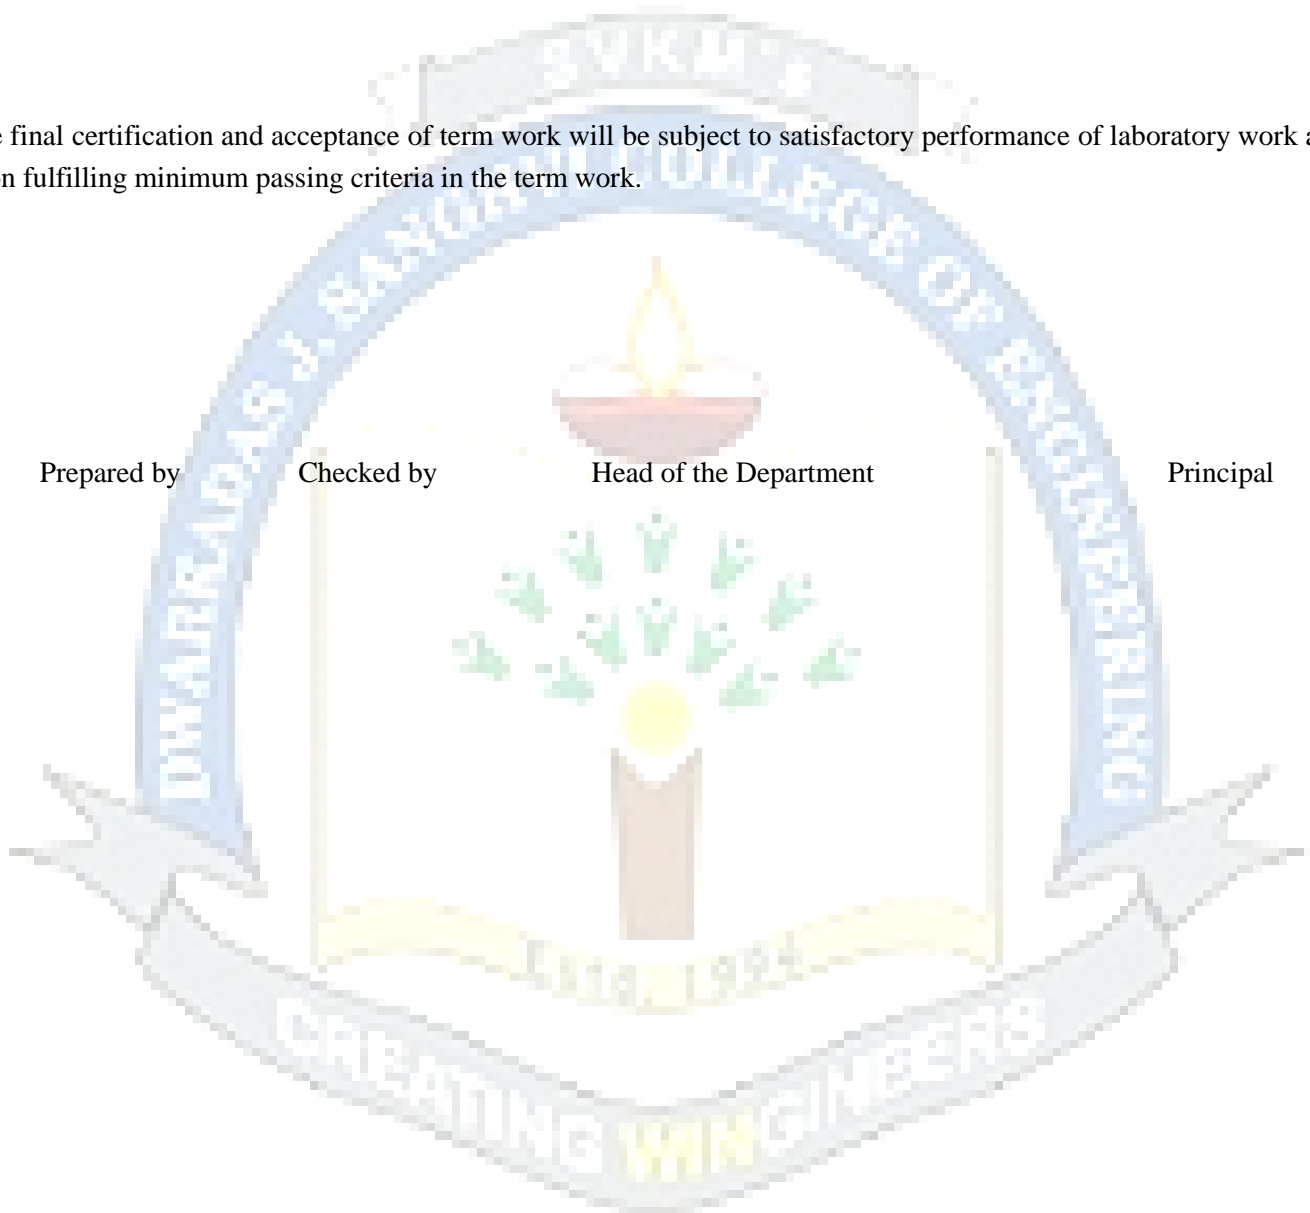 SVKM's
final certification and acceptance of term work will be subject to satisfactory performance of laboratory work
fulfilling minimum passing criteria in the term work.
DWARKADAS J. SANGHVI COLLEGE OF ENGINEERING
Prepared by Checked by Head of the Department Principal
Estd. 1994
CREATING WINGINEERS